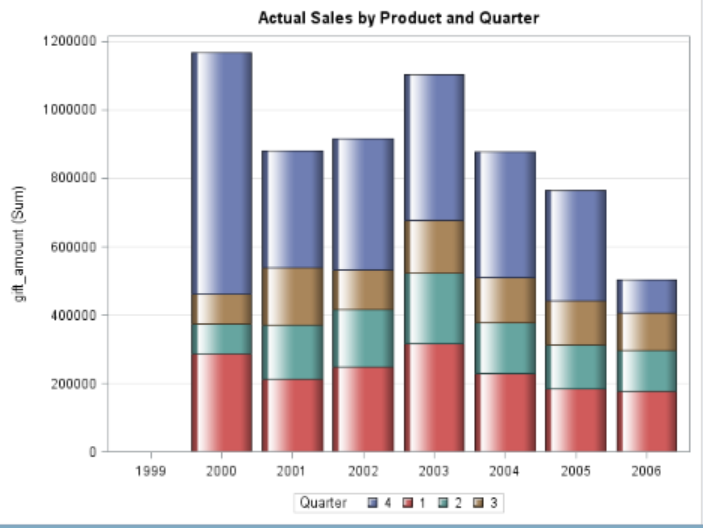 Actual Sales by Product and Quarter
1200000
1000000
800000
600000
400000
200000
0
gift_amount (Sum)
1999 2000 2001 2002 2003 2004 2005 2006
Quarter 4 1 2 3